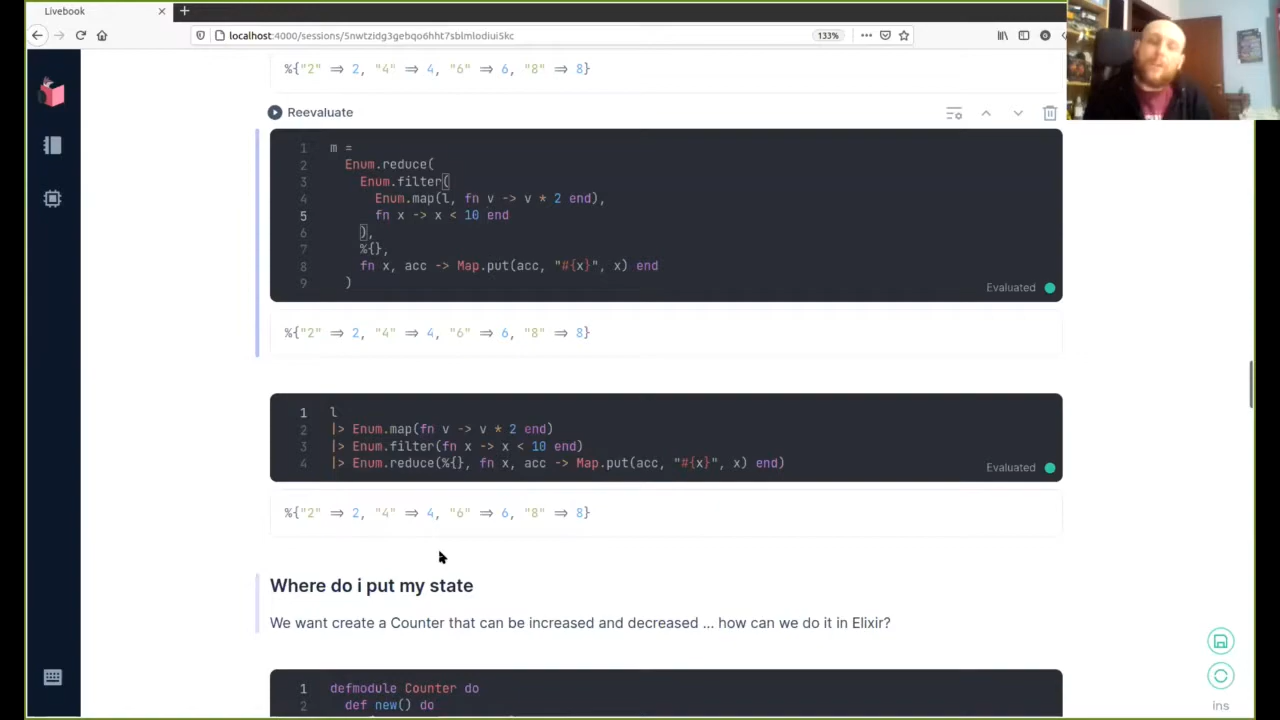 Livebook
localhost:4000/sessions/5nwtzidg3gebqo6hht7sblmlodiui5kc
133%
%{"2" => 2, "4" => 4, "6" => 6, "8" => 8}
Reevaluate
1 m =
2 Enum.reduce(
3 Enum.filter(
4 Enum.map(l, fn v -> v * 2 end),
5 fn x -> x < 10 end
6 ),
7 %{},
8 fn x, acc -> Map.put(acc, "#{x}", x) end
9 )
Evaluated
%{"2" => 2, "4" => 4, "6" => 6, "8" => 8}
1 l
2 |> Enum.map(fn v -> v * 2 end)
3 |> Enum.filter(fn x -> x < 10 end)
4 |> Enum.reduce(%{}, fn x, acc -> Map.put(acc, "#{x}", x) end)
Evaluated
%{"2" => 2, "4" => 4, "6" => 6, "8" => 8}
Where do i put my state
We want create a Counter that can be increased and decreased ... how can we do it in Elixir?
1 defmodule Counter do
2 def new() do
ins